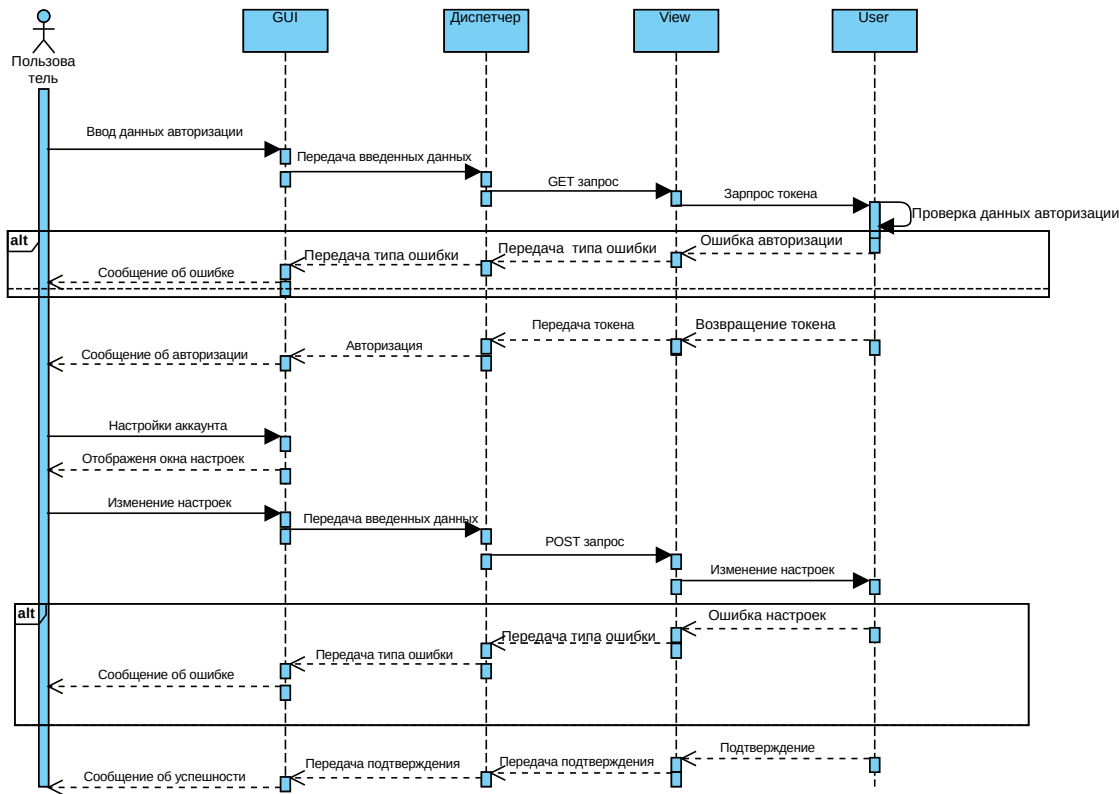 GUI
Диспетчер
View
User
Пользова
тель
Ввод данных авторизации
Передача введенных данных
GET запрос
Зарпрос токена
Проверка данных авторизации
alt
Ошибка авторизации
Передача типа ошибки
Передача типа ошибки
Сообщение об ошибке
Возвращение токена
Передача токена
Авторизация
Сообщение об авторизации
Настройки аккаунта
Отображеня окна настроек
Изменение настроек
Передача введенных данных
POST запрос
Изменение настроек
alt
Ошибка настроек
Передача типа ошибки
Передача типа ошибки
Сообщение об ошибке
Подтверждение
Передача подтверждения
Передача подтверждения
Сообщение об успешности